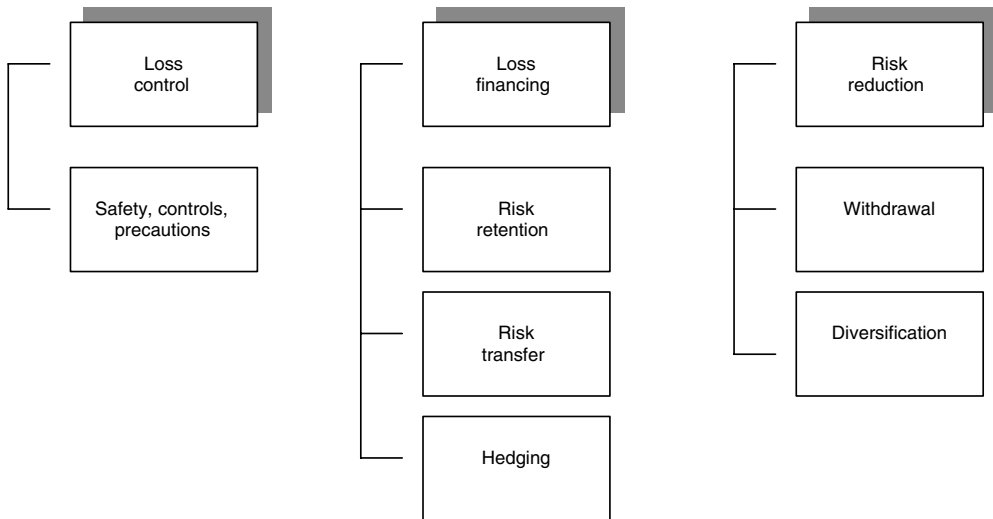 Loss
control
Safety, controls,
precautions
Loss
financing
Risk
retention
Risk
transfer
Hedging
Risk
reduction
Withdrawal
Diversification